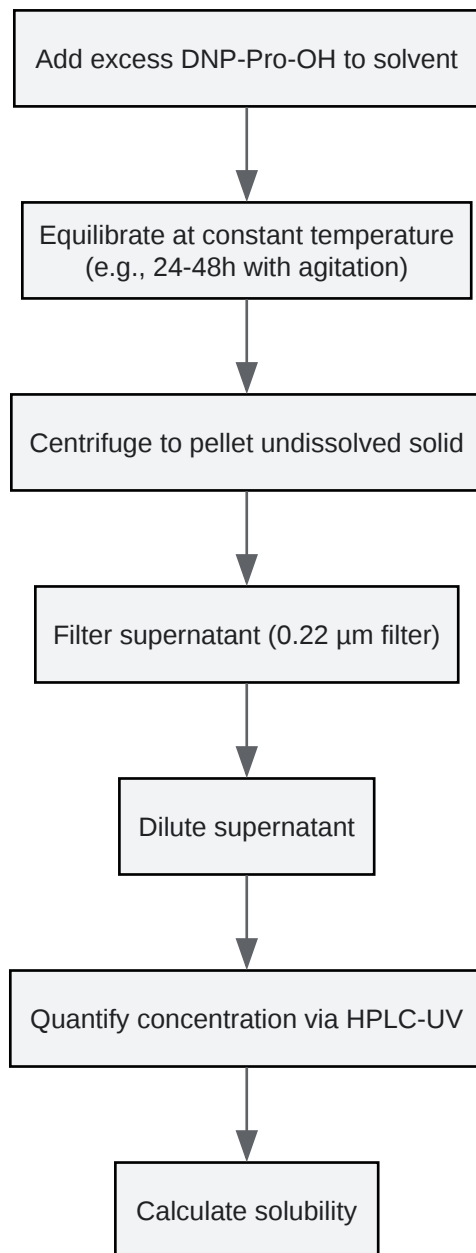 Add excess DNP-Pro-OH to solvent
Equilibrate at constant temperature
(e.g., 24-48h with agitation)
Centrifuge to pellet undissolved solid
Filter supernatant (0.22 µm filter)
Dilute supernatant
Quantify concentration via HPLC-UV
Calculate solubility